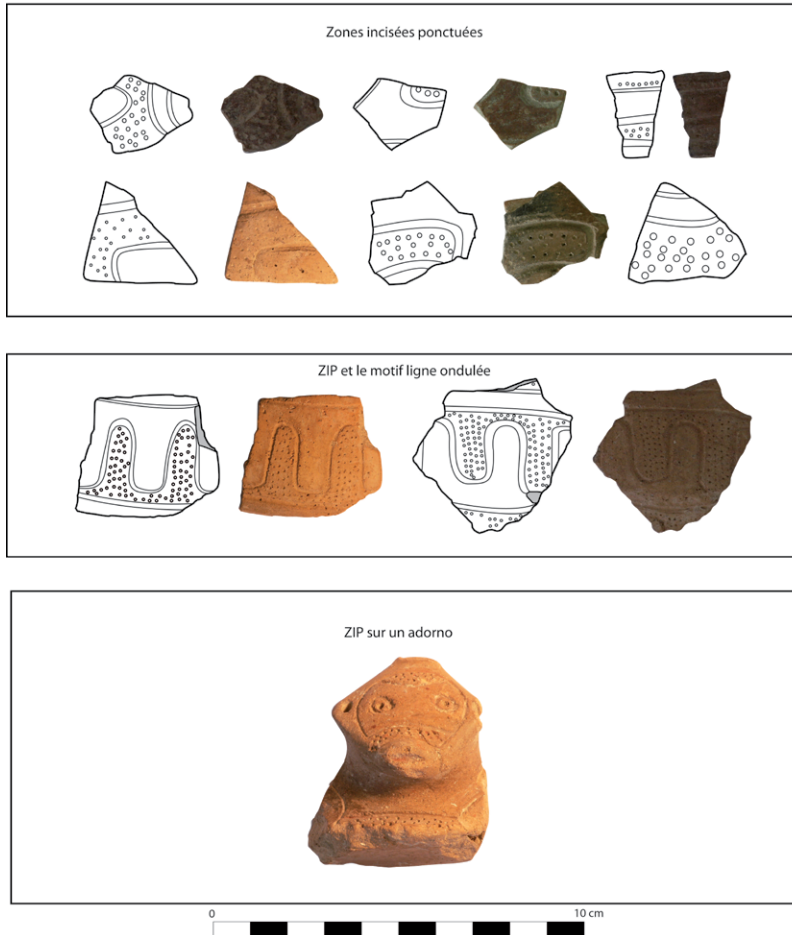 Zones incisées ponctuées
ZIP et le motif ligne ondulée
ZIP sur un adorno
0 10 cm